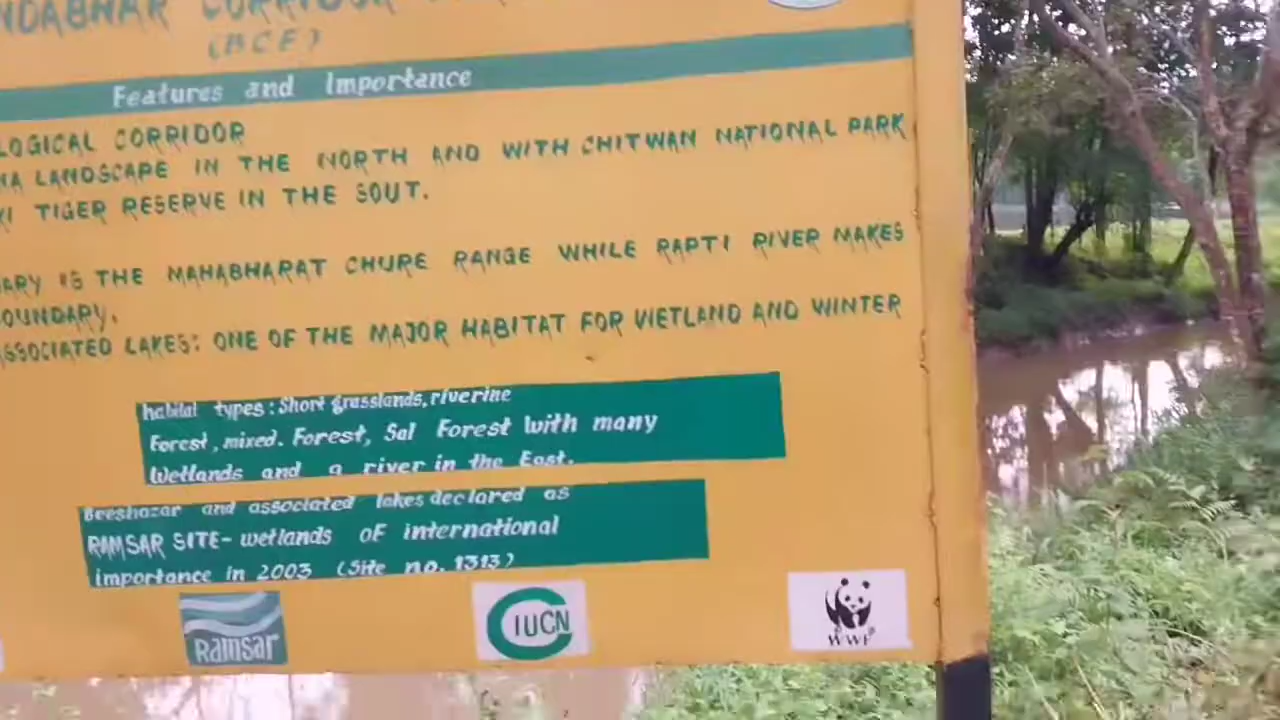 CORRIDOR
(BCF)
Features and Importance
LOGICAL CORRIDOR
LANDSCAPE IN THE NORTH AND WITH CHITWAN NATIONAL PARK
TIGER RESERVE IN THE SOUT.
ARY IS THE MAHABHARAT CHURE RANGE WHILE RAPTI RIVER MAKES
OUNDARY.
ASSOCIATED LAKES: ONE OF THE MAJOR HABITAT FOR WETLAND AND WINTER
habitat types: Short grasslands, riverine
Forest, mixed. Forest, Sal Forest with many
Wetlands and a river in the East.
Beeshazar and associated lakes declared as
RAMSAR SITE- wetlands OF international
importance in 2003 (Site no. 1313)
Ramsar
IUCN
WWF